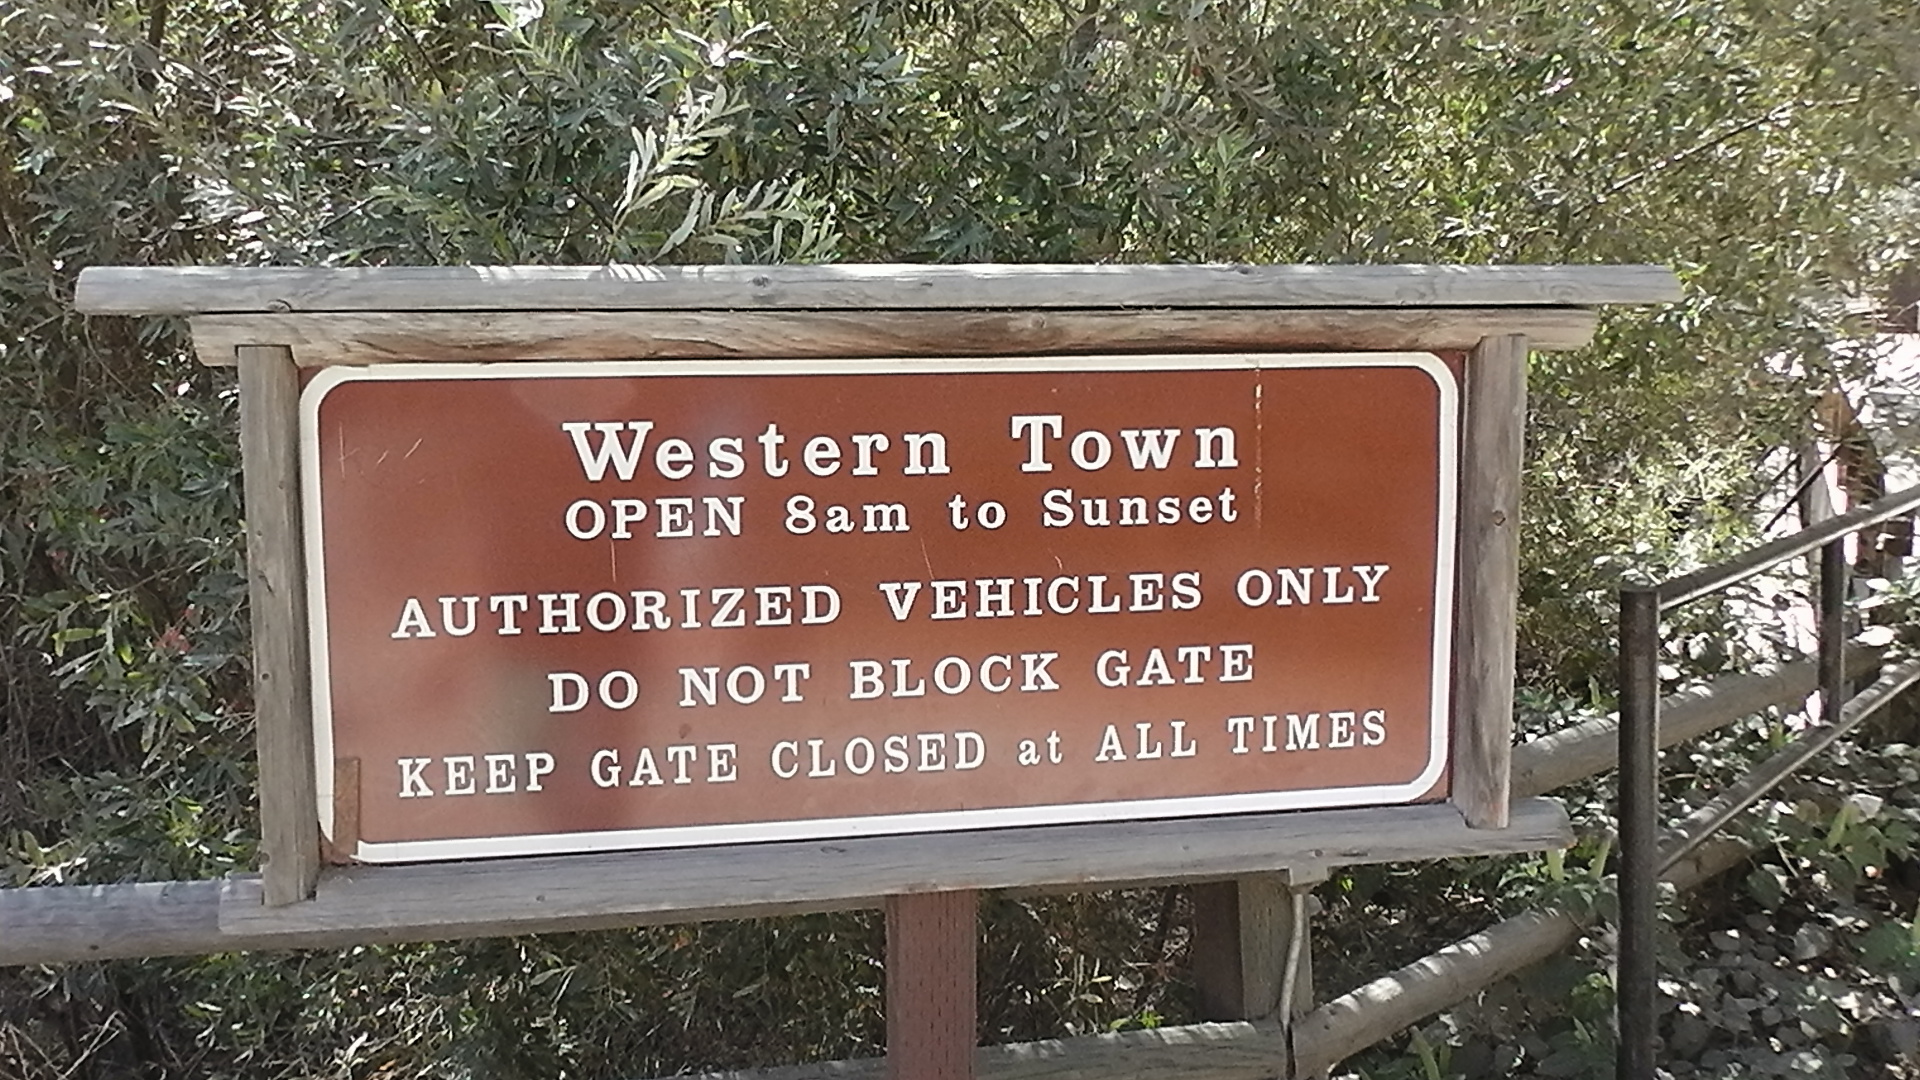 Western Town
OPEN 8am to Sunset
AUTHORIZED VEHICLES ONLY
DO NOT BLOCK GATE
KEEP GATE CLOSED at ALL TIMES